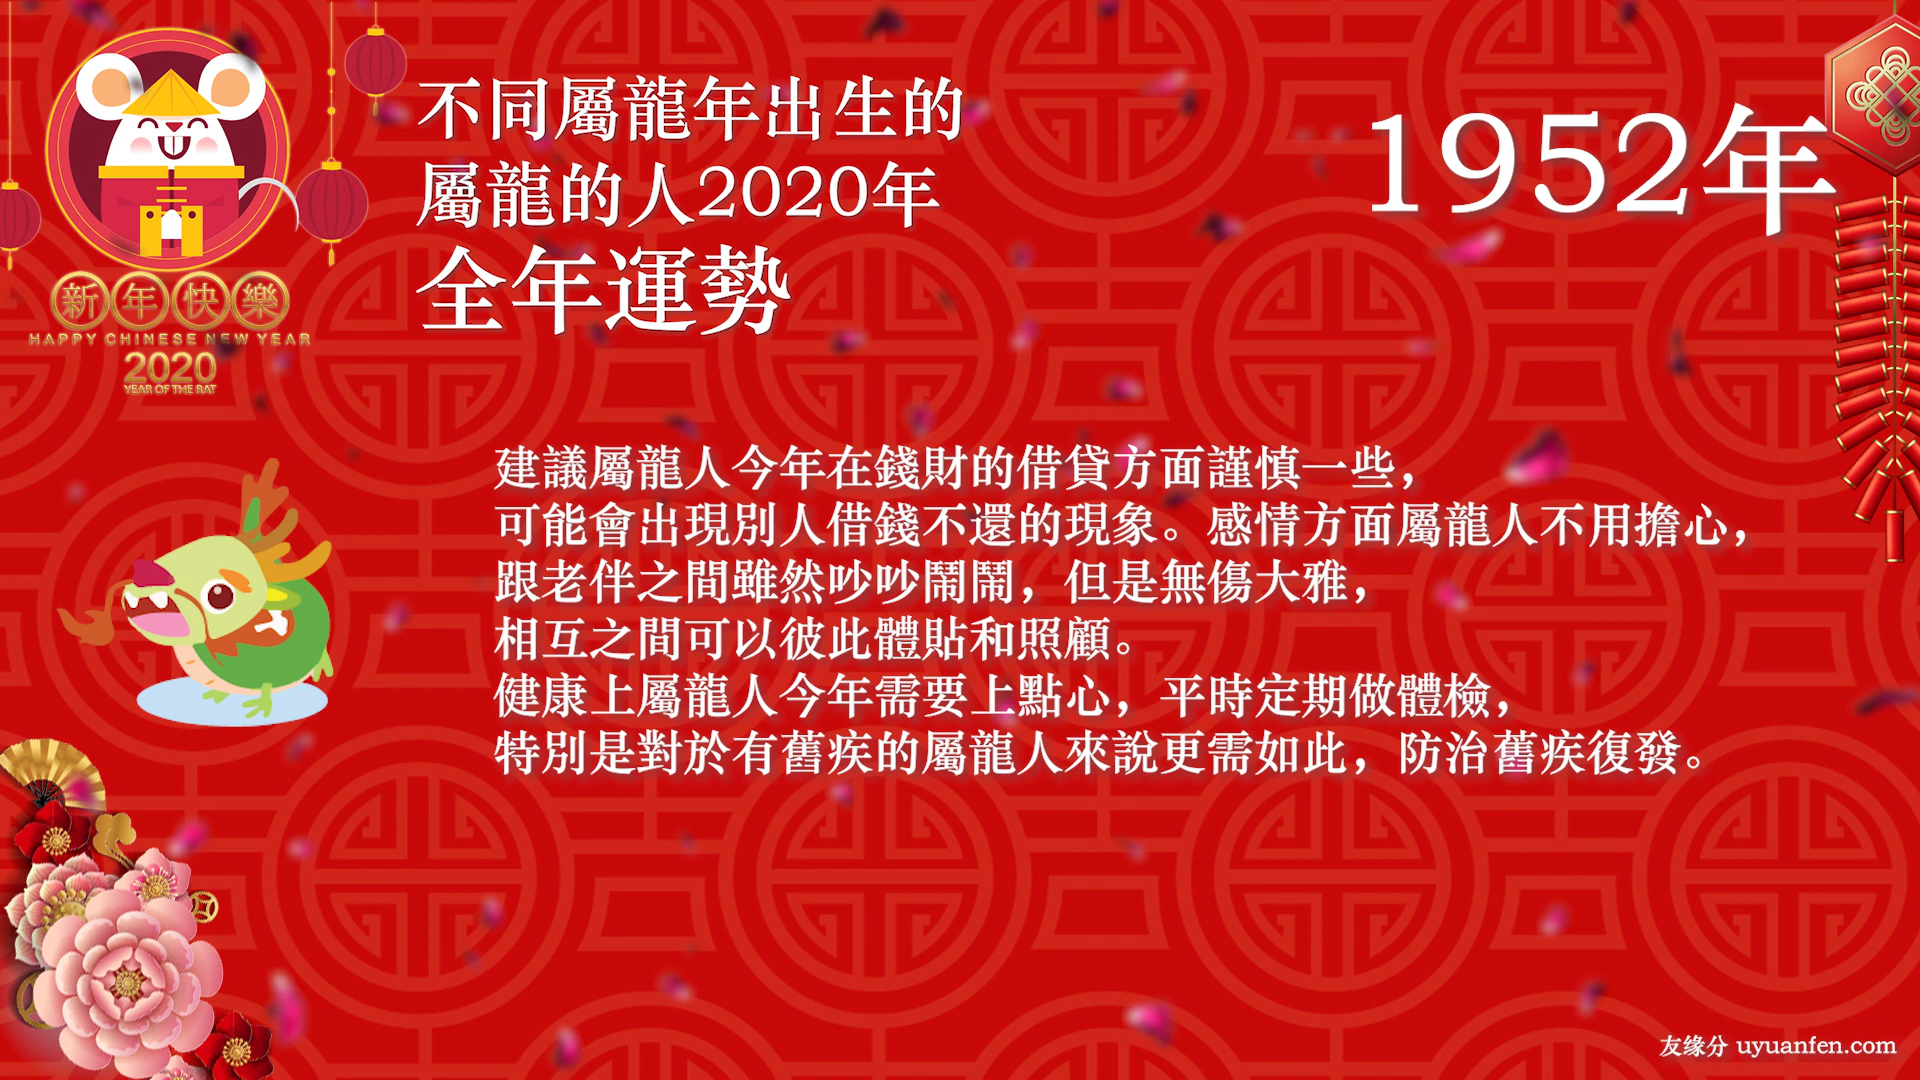 新年快樂
HAPPY CHINESE NEW YEAR
2020
YEAR OF THE RAT
不同屬龍年出生的
屬龍的人2020年
全年運勢
1952年
建議屬龍人今年在錢財的借貸方面謹慎一些，
可能會出現別人借錢不還的現象。感情方面屬龍人不用擔心，
跟老伴之間雖然吵吵鬧鬧，但是無傷大雅，
相互之間可以彼此體貼和照顧。
健康上屬龍人今年需要上點心，平時定期做體檢，
特別是對於有舊疾的屬龍人來說更需如此，防治舊疾復發。
友缘分 uyuanfen.com